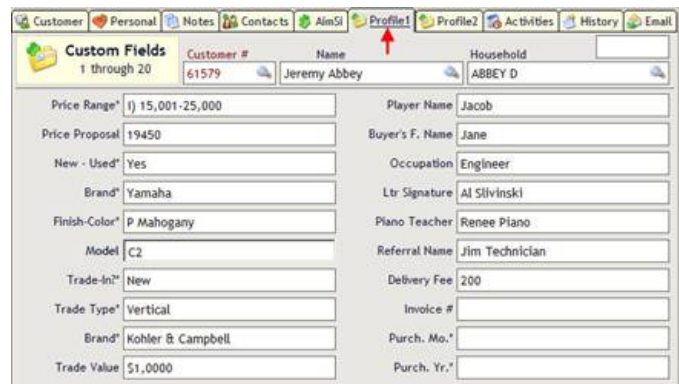 Customer Personal Notes Contacts AimSi Profile1 Profile2 Activities History Email
Custom Fields Customer # Name Household
1 through 20 61579 Jeremy Abbey ABBEY D
Price Range* I) 15,001-25,000 Player Name Jacob
Price Proposal 19450 Buyer's F. Name Jane
New - Used* Yes Occupation Engineer
Brand* Yamaha Ltr Signature Al Slivinski
Finish-Color* P Mahogany Piano Teacher Renee Piano
Model C2 Referral Name Jim Technician
Trade-In?* New Delivery Fee 200
Trade Type* Vertical Invoice #
Brand* Kohler & Campbell Purch. Mo.*
Trade Value $1,0000 Purch. Yr.*